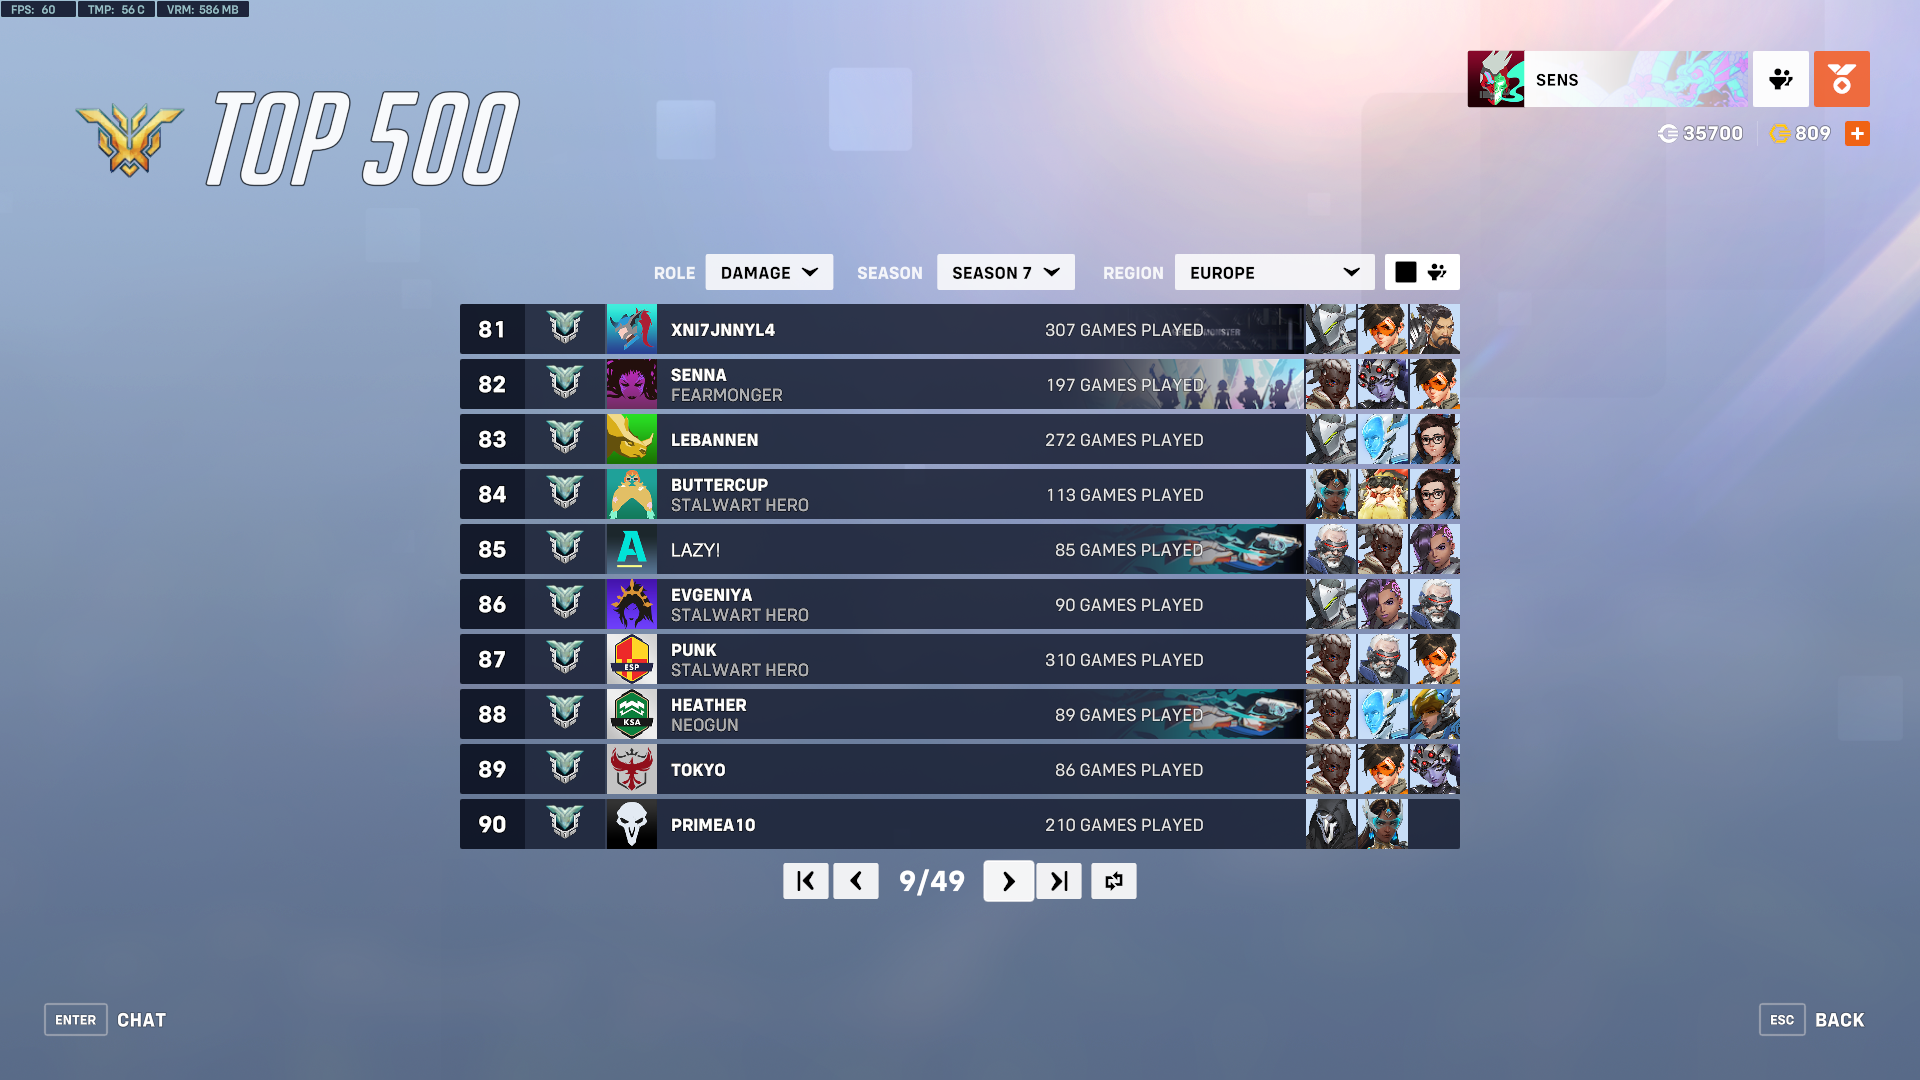 FPS: 60 TMP: 56 C VRM: 586 MB
TOP 500
SENS
35700 809
ROLE DAMAGE SEASON SEASON 7 REGION EUROPE
81 XNI7JNNYL4 307 GAMES PLAYED
82 SENNA
FEARMONGER 197 GAMES PLAYED
83 LEBANNEN 272 GAMES PLAYED
84 BUTTERCUP
STALWART HERO 113 GAMES PLAYED
85 A LAZY! 85 GAMES PLAYED
86 EVGENIYA
STALWART HERO 90 GAMES PLAYED
87 ESP PUNK
STALWART HERO 310 GAMES PLAYED
88 KSA HEATHER
NEOGUN 89 GAMES PLAYED
89 TOKYO 86 GAMES PLAYED
90 PRIMEA10 210 GAMES PLAYED
9/49
ENTER CHAT
ESC BACK